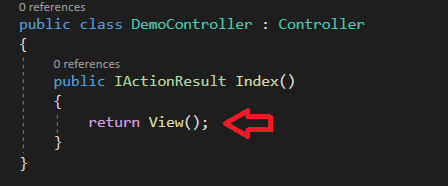 0 references
public class DemoController : Controller
{
0 references
public IActionResult Index()
{
return View();
}
}